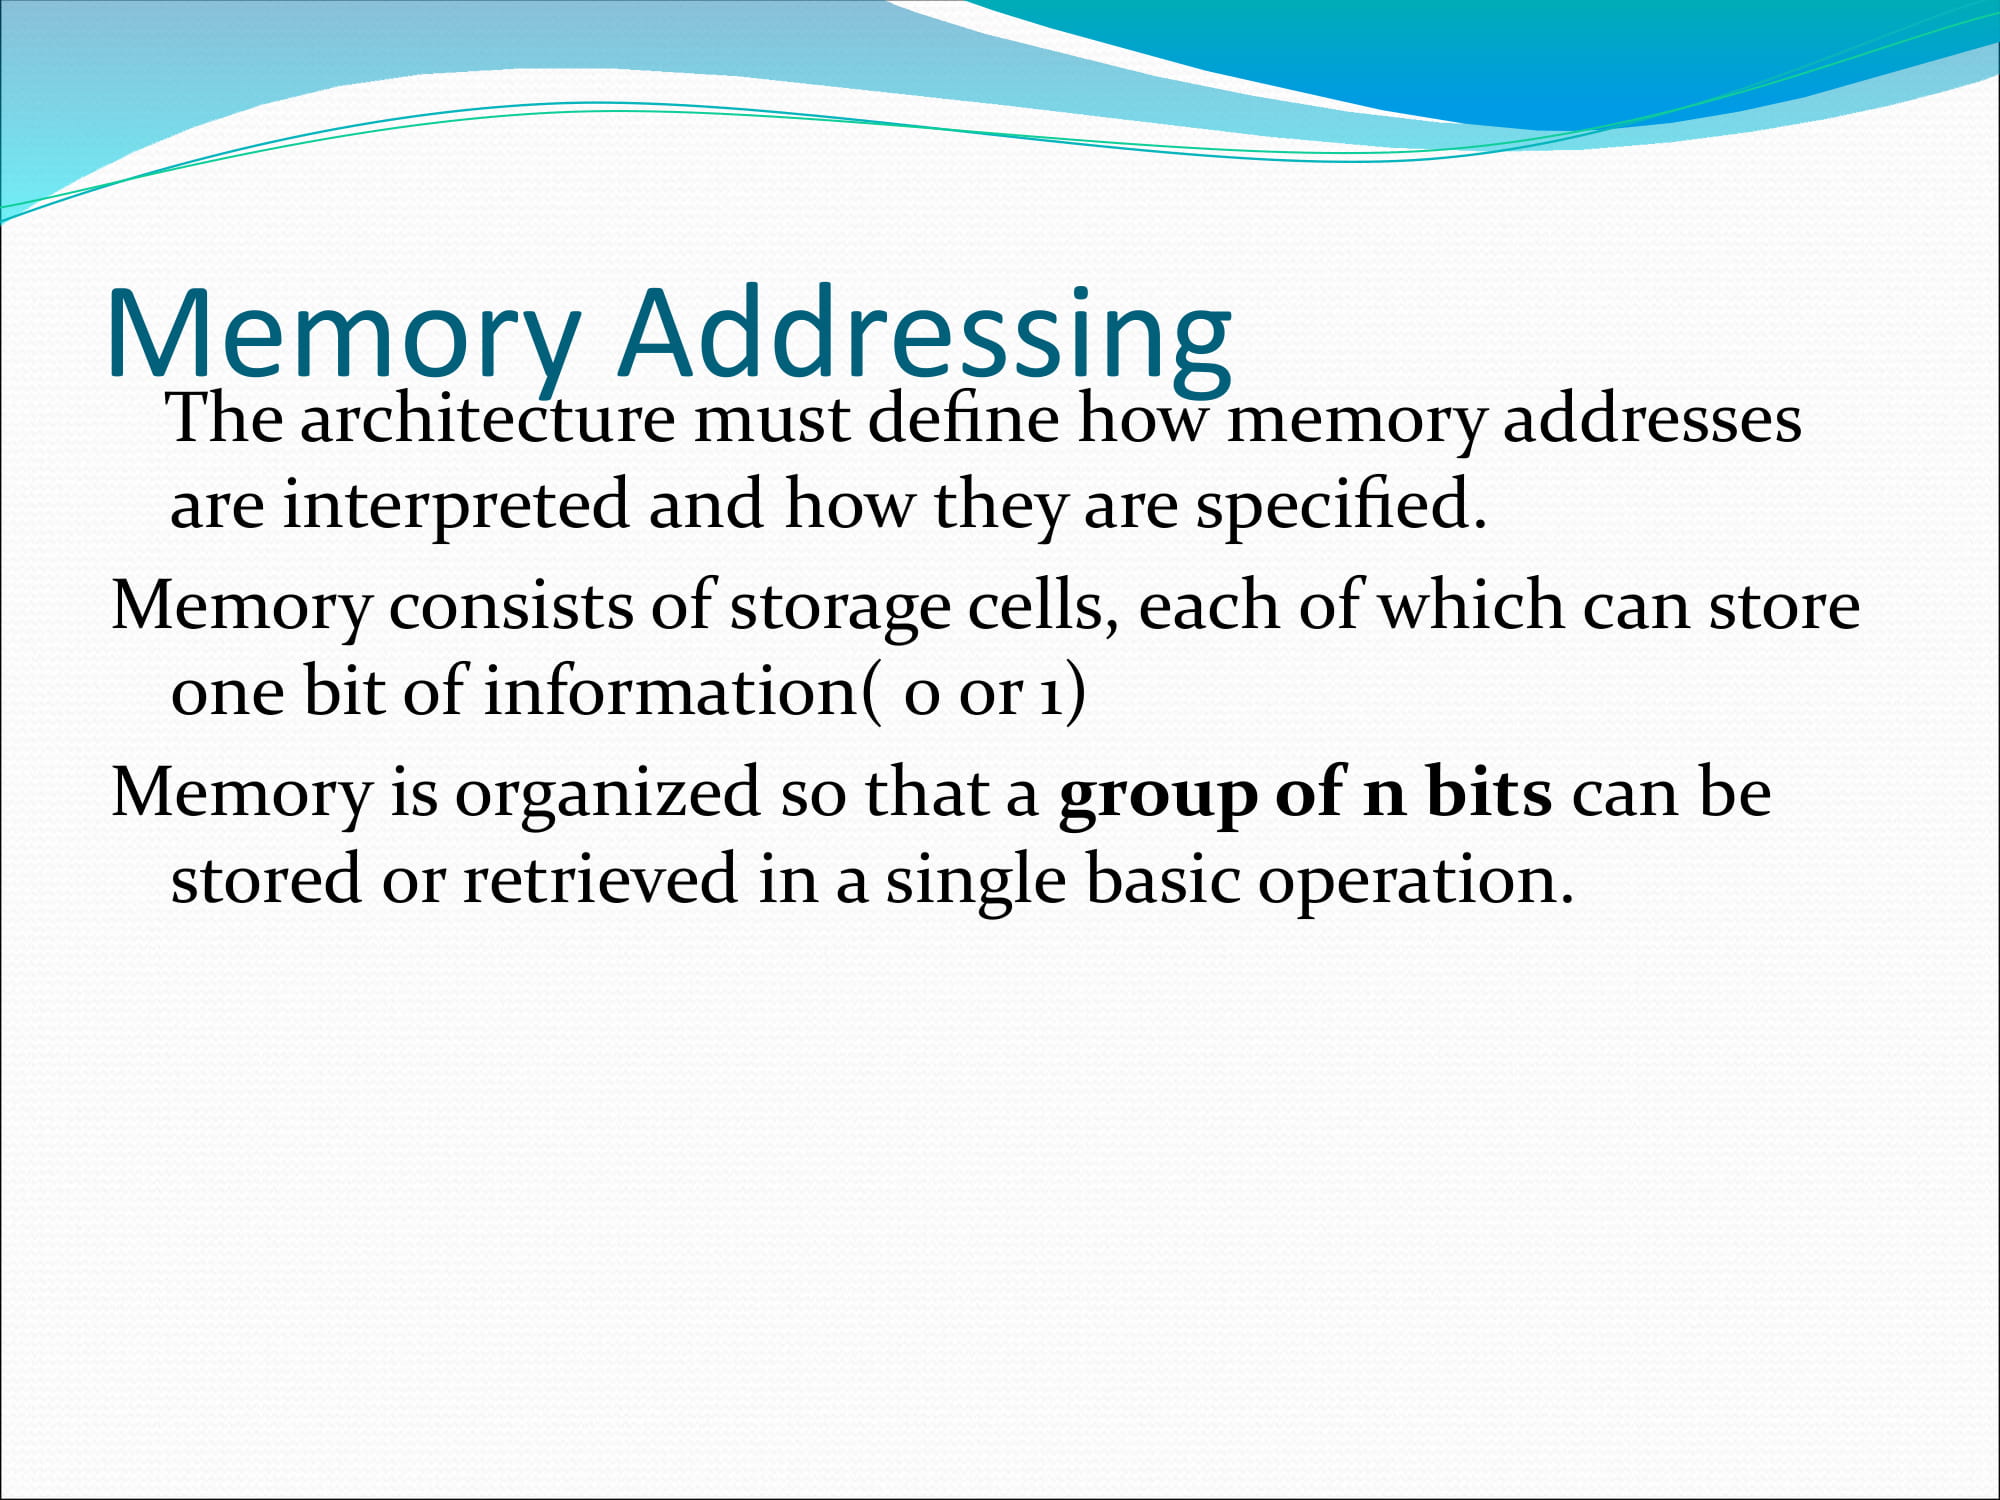 Memory Addressing
The architecture must define how memory addresses
are interpreted and how they are specified.
Memory consists of storage cells, each of which can store
one bit of information( 0 or 1)
Memory is organized so that a group of n bits can be
stored or retrieved in a single basic operation.